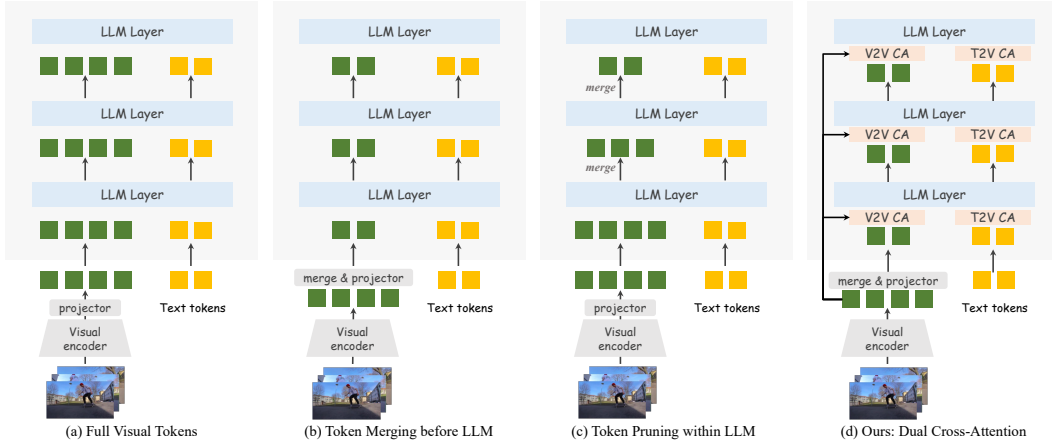 LLM Layer
LLM Layer
LLM Layer
projector
Text tokens
Visual
encoder
(a) Full Visual Tokens
LLM Layer
LLM Layer
LLM Layer
merge & projector
Text tokens
Visual
encoder
(b) Token Merging before LLM
LLM Layer
merge
LLM Layer
merge
LLM Layer
projector
Text tokens
Visual
encoder
(c) Token Pruning within LLM
LLM Layer
V2V CA T2V CA
LLM Layer
V2V CA T2V CA
LLM Layer
V2V CA T2V CA
merge & projector
Text tokens
Visual
encoder
(d) Ours: Dual Cross-Attention